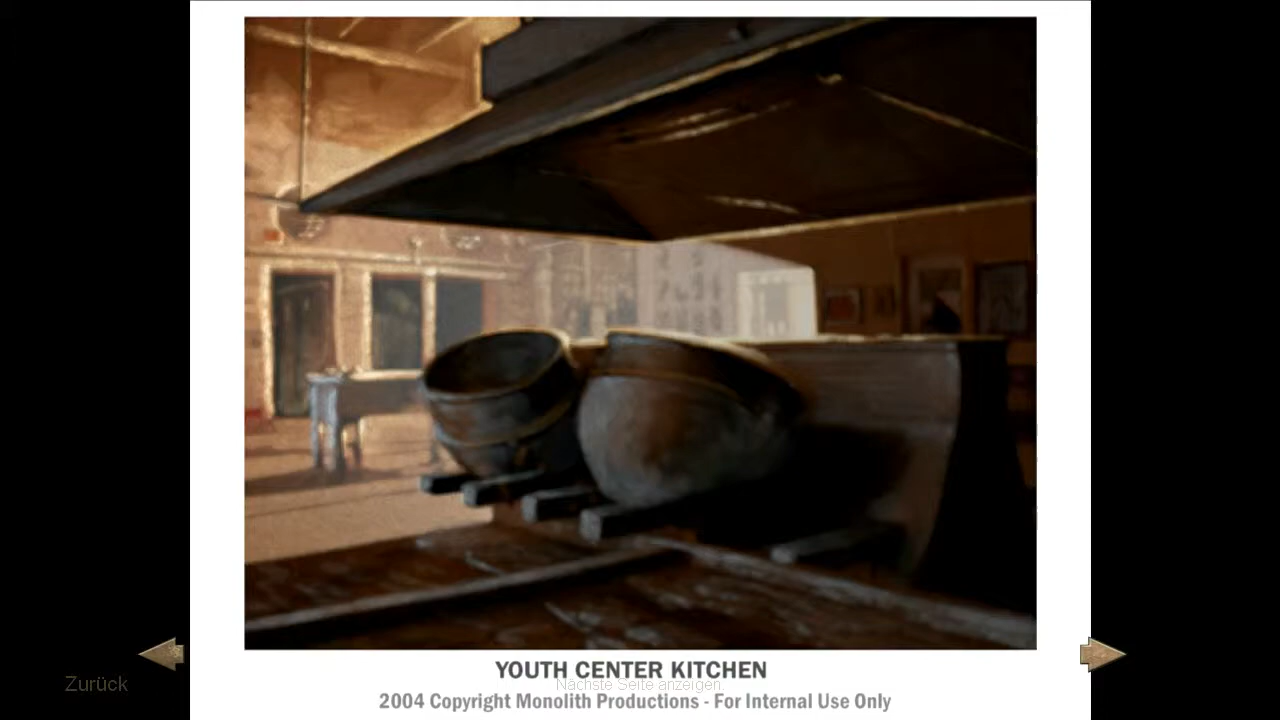 YOUTH CENTER KITCHEN
Zurück
Nächste Seite anzeigen.
2004 Copyright Monolith Productions - For Internal Use Only